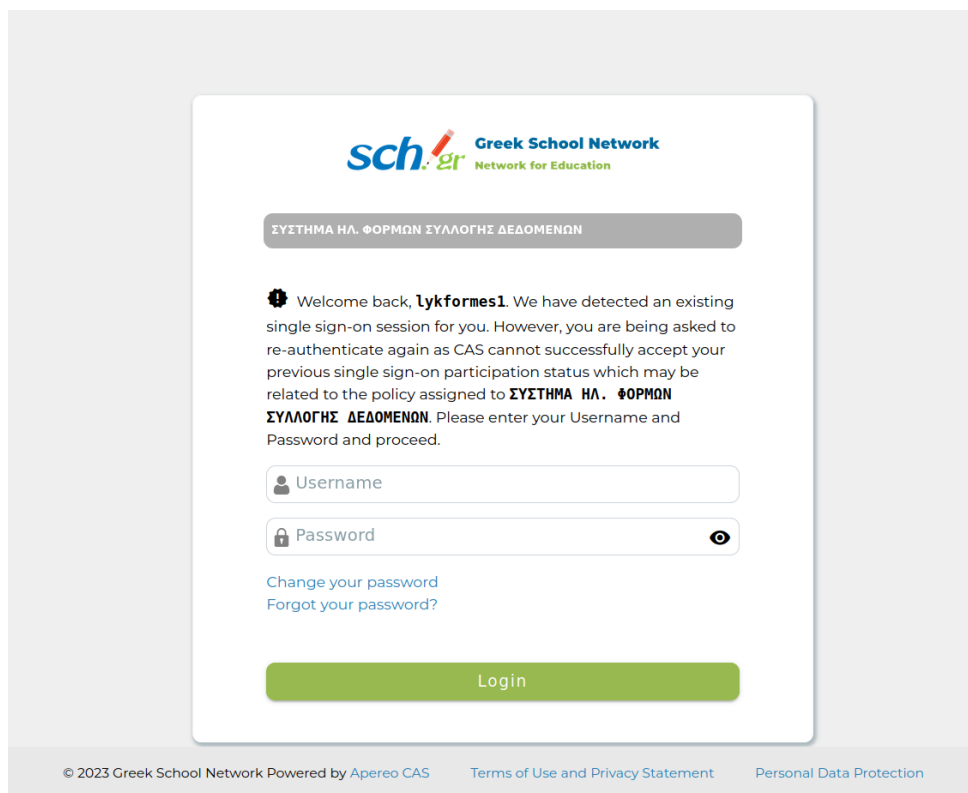 sch.gr Greek School Network
Network for Education
ΣΥΣΤΗΜΑ ΗΛ. ΦΟΡΜΩΝ ΣΥΛΛΟΓΗΣ ΔΕΔΟΜΕΝΩΝ
Welcome back, lykformes1. We have detected an existing
single sign-on session for you. However, you are being asked to
re-authenticate again as CAS cannot successfully accept your
previous single sign-on participation status which may be
related to the policy assigned to ΣΥΣΤΗΜΑ ΗΛ. ΦΟΡΜΩΝ
ΣΥΛΛΟΓΗΣ ΔΕΔΟΜΕΝΩΝ. Please enter your Username and
Password and proceed.
Username
Password
Change your password
Forgot your password?
Login
© 2023 Greek School Network Powered by Apereo CAS Terms of Use and Privacy Statement Personal Data Protection